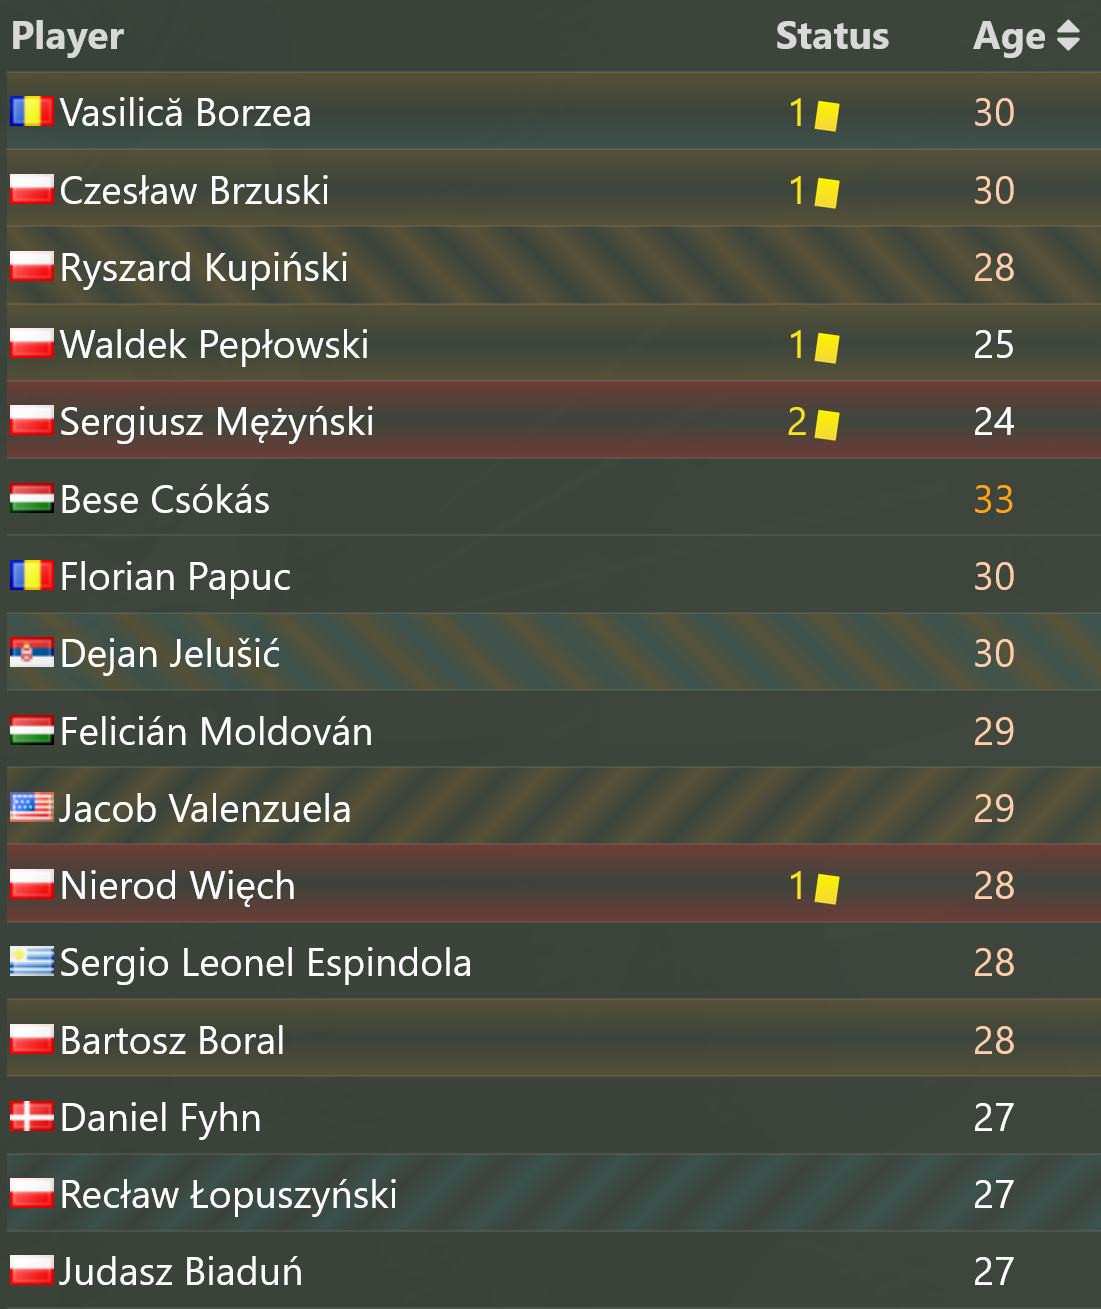 Player Status Age
Vasilică Borzea 1 30
Czesław Brzuski 1 30
Ryszard Kupiński 28
Waldek Pepłowski 1 25
Sergiusz Mężyński 2 24
Bese Csókás 33
Florian Papuc 30
Dejan Jelušić 30
Felicián Moldován 29
Jacob Valenzuela 29
Nierod Więch 1 28
Sergio Leonel Espindola 28
Bartosz Boral 28
Daniel Fyhn 27
Recław Łopuszyński 27
Judasz Biaduń 27